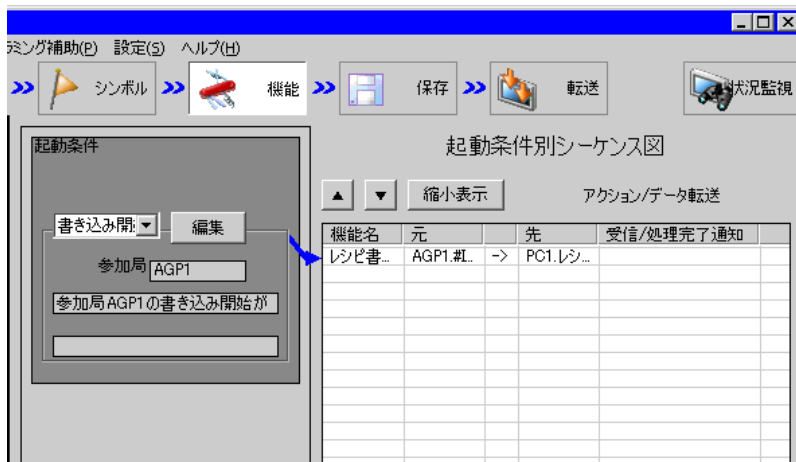 ラミング補助(P) 設定(S) ヘルプ(H)
シンボル 機能 保存 転送 状況監視
起動条件
起動条件別シーケンス図
縮小表示 アクション/データ転送
書き込み開 編集
参加局 AGP1
参加局AGP1の書き込み開始が
機能名 元 先 受信/処理完了通知
レシピ書... AGP1.#I... -> PC1.レシ...